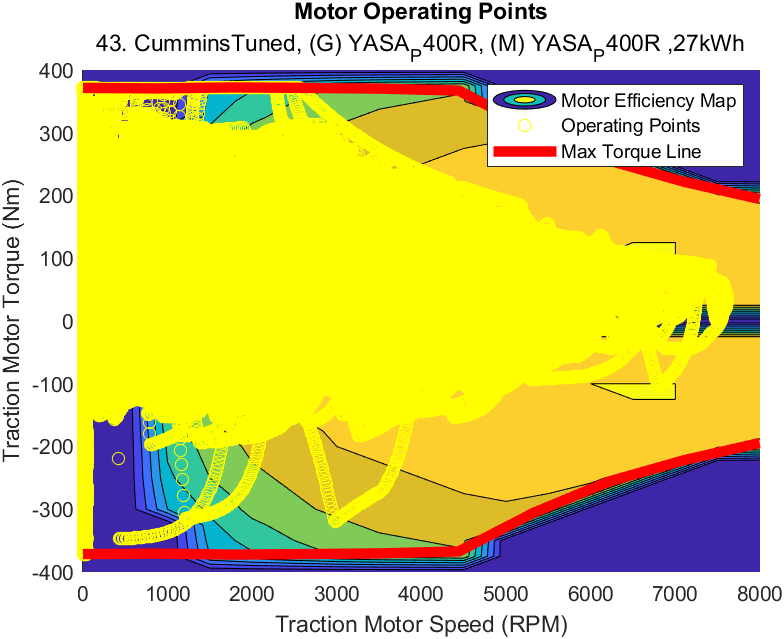 Motor Operating Points
43. CumminsTuned, (G) YASAP400R, (M) YASAP400R ,27kWh
Motor Efficiency Map
Operating Points
Max Torque Line
Traction Motor Torque (Nm)
400
300
200
100
0
-100
-200
-300
-400
0 1000 2000 3000 4000 5000 6000 7000 8000
Traction Motor Speed (RPM)